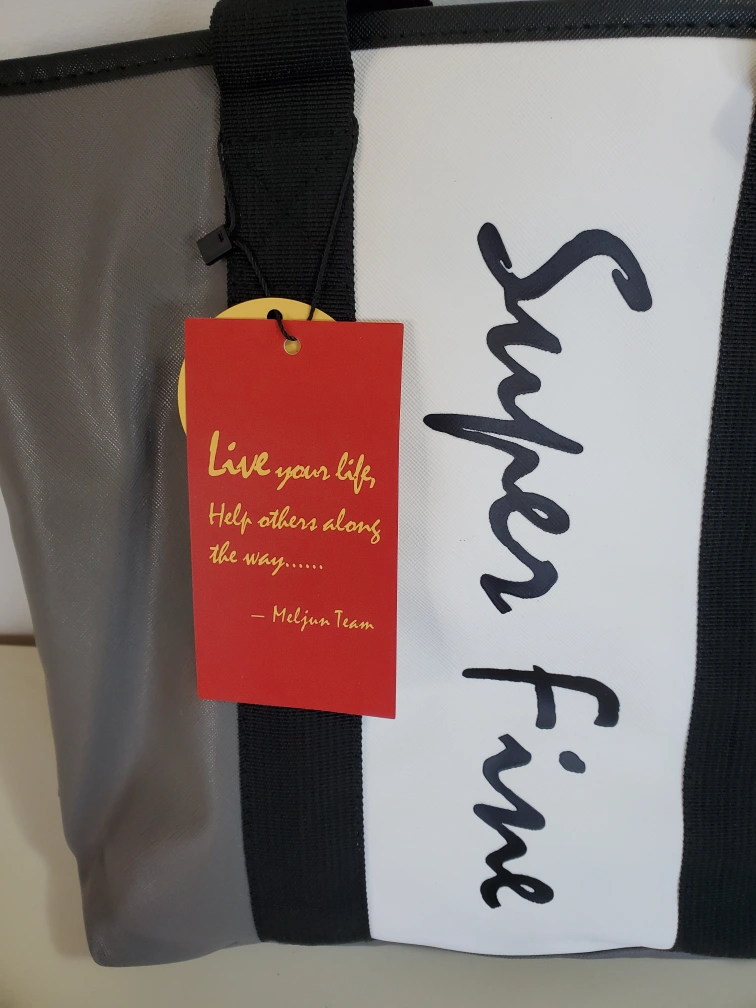 Live your life,
Help others along
the way......
— Meljun Team
Super Fine